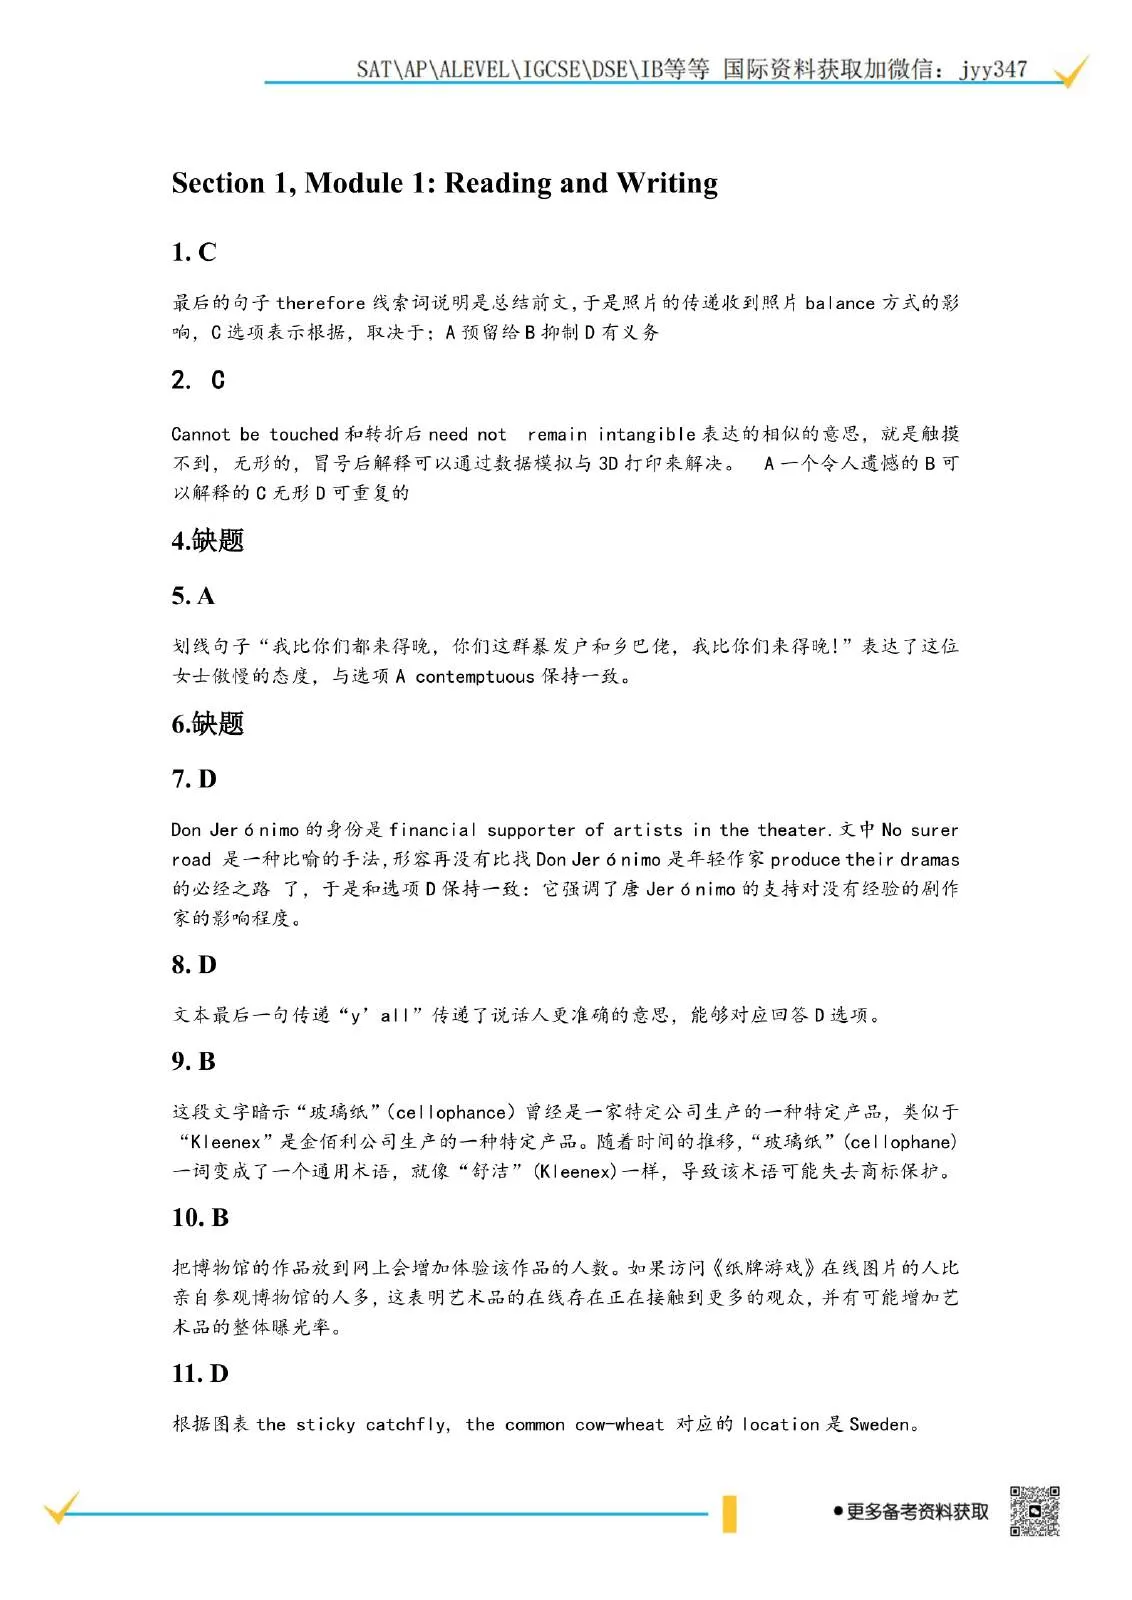 SAT\AP\ALEVEL\IGCSE\DSE\IB等等 国际资料获取加微信：jyy347
Section 1, Module 1: Reading and Writing
1. C
最后的句子 therefore 线索词说明是总结前文，于是照片的传递收到照片 balance 方式的影
响，C 选项表示根据，取决于；A 预留给 B 抑制 D 有义务
2. C
Cannot be touched 和转折后 need not remain intangible 表达的相似的意思，就是触摸
不到，无形的，冒号后解释可以通过数据模拟与 3D 打印来解决。 A 一个令人遗憾的 B 可
以解释的 C 无形 D 可重复的
4.缺题
5. A
划线句子“我比你们都来得晚，你们这群暴发户和乡巴佬，我比你们来得晚！”表达了这位
女士傲慢的态度，与选项 A contemptuous 保持一致。
6.缺题
7. D
Don Jerónimo 的身份是 financial supporter of artists in the theater.文中 No surer
road 是一种比喻的手法,形容再没有比找 Don Jerónimo 是年轻作家 produce their dramas
的必经之路 了，于是和选项 D 保持一致：它强调了唐 Jerónimo 的支持对没有经验的剧作
家的影响程度。
8. D
文本最后一句传递“y’all”传递了说话人更准确的意思，能够对应回答 D 选项。
9. B
这段文字暗示“玻璃纸”（cellophance）曾经是一家特定公司生产的一种特定产品，类似于
“Kleenex”是金佰利公司生产的一种特定产品。随着时间的推移，“玻璃纸”(cellophane)
一词变成了一个通用术语，就像“舒洁”(Kleenex)一样，导致该术语可能失去商标保护。
10. B
把博物馆的作品放到网上会增加体验该作品的人数。如果访问《纸牌游戏》在线图片的人比
亲自参观博物馆的人多，这表明艺术品的在线存在正在接触到更多的观众，并有可能增加艺
术品的整体曝光率。
11. D
根据图表 the sticky catchfly, the common cow-wheat 对应的 location 是 Sweden。
●更多备考资料获取